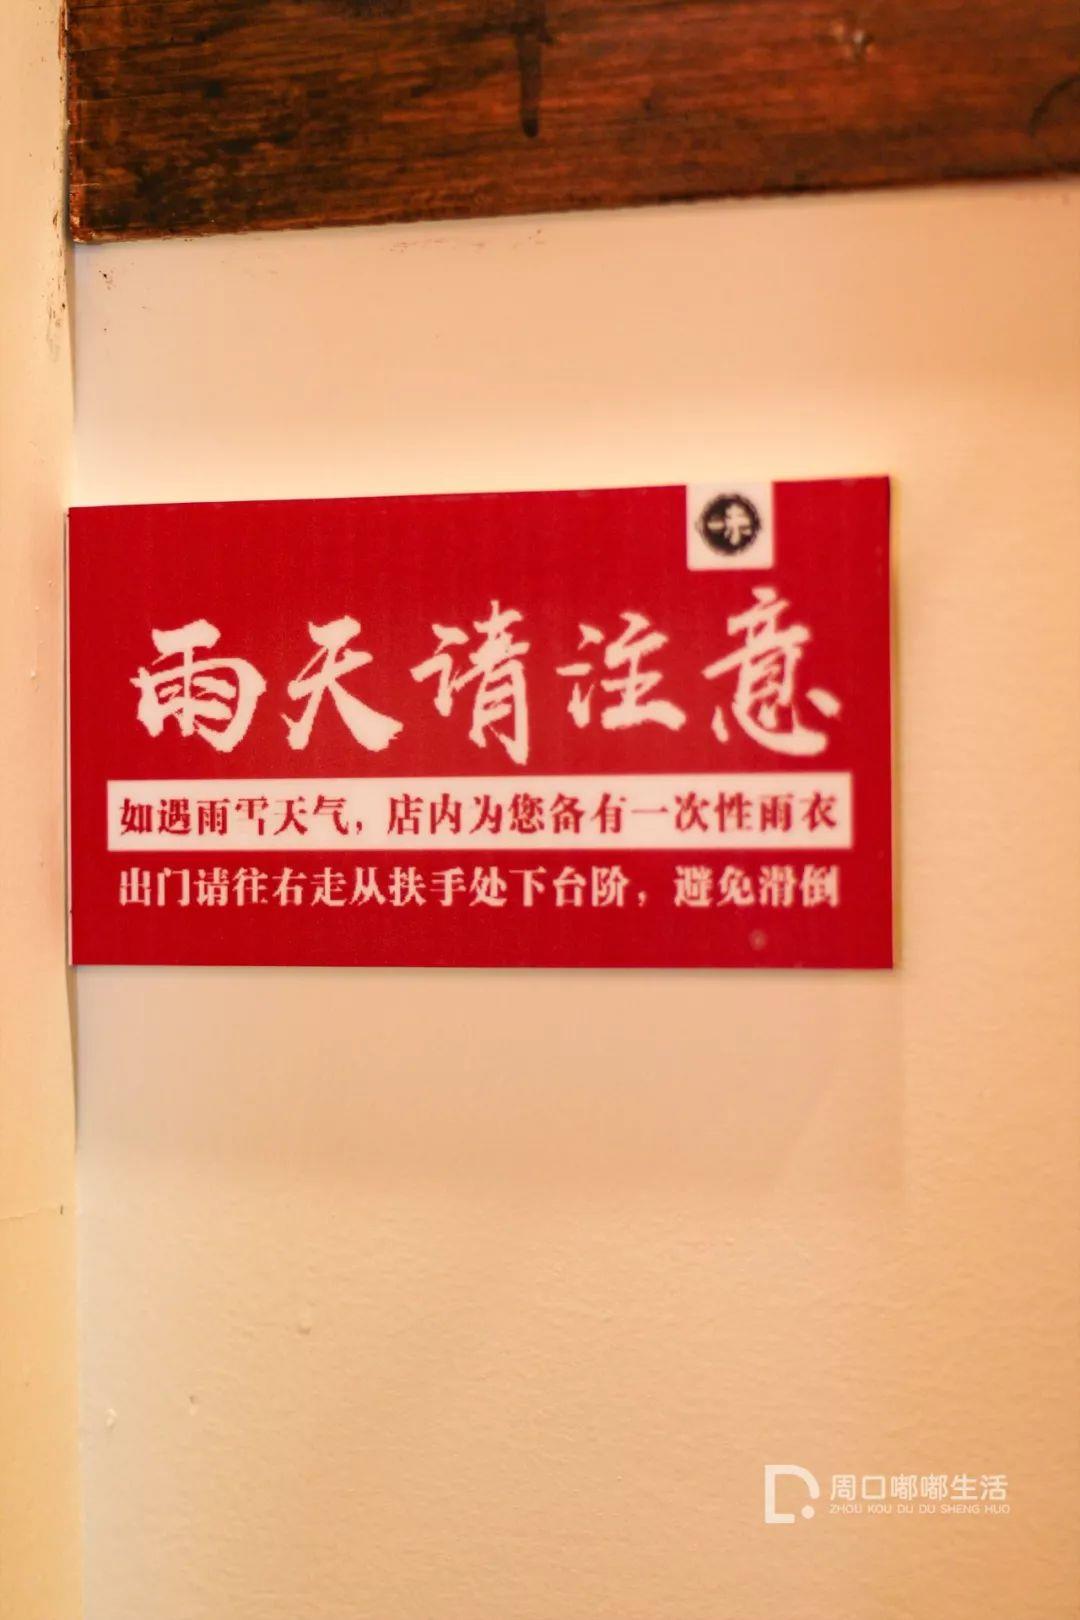 雨天请注意
如遇雨雪天气，店内为您备有一次性雨衣
出门请往右走从扶手处下台阶，避免滑倒
周口嘟嘟生活
ZHOU KOU DU DU SHENG HUO